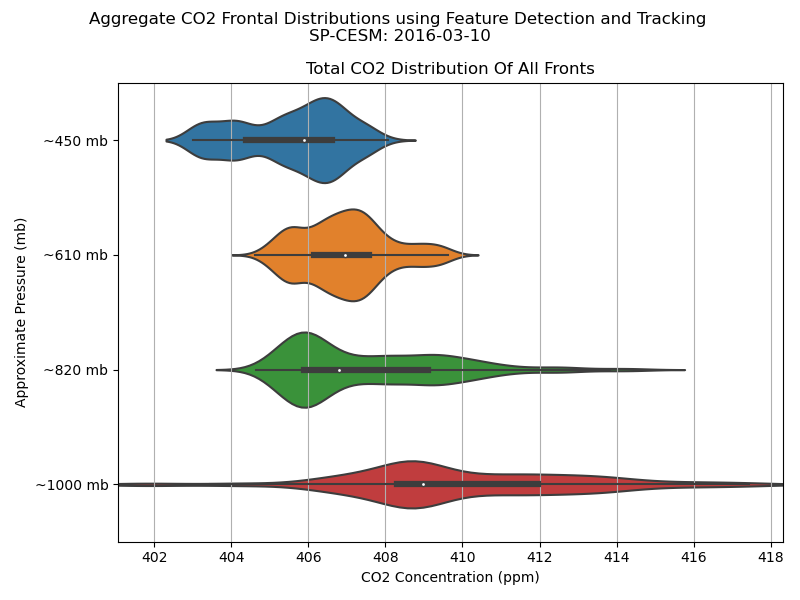 Aggregate CO2 Frontal Distributions using Feature Detection and Tracking
SP-CESM: 2016-03-10
Total CO2 Distribution Of All Fronts
~450 mb
~610 mb
~820 mb
~1000 mb
Approximate Pressure (mb)
402 404 406 408 410 412 414 416 418
CO2 Concentration (ppm)